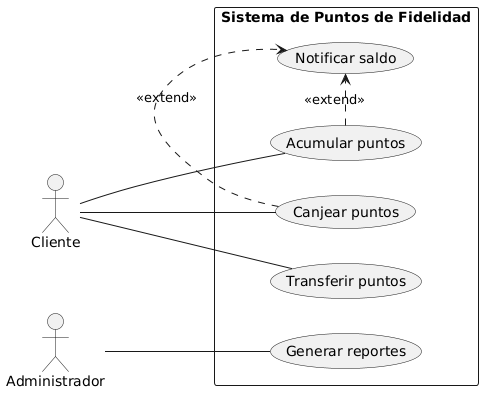 Sistema de Puntos de Fidelidad
Notificar saldo
«extend»
«extend»
Acumular puntos
Canjear puntos
Cliente
Transferir puntos
Generar reportes
Administrador